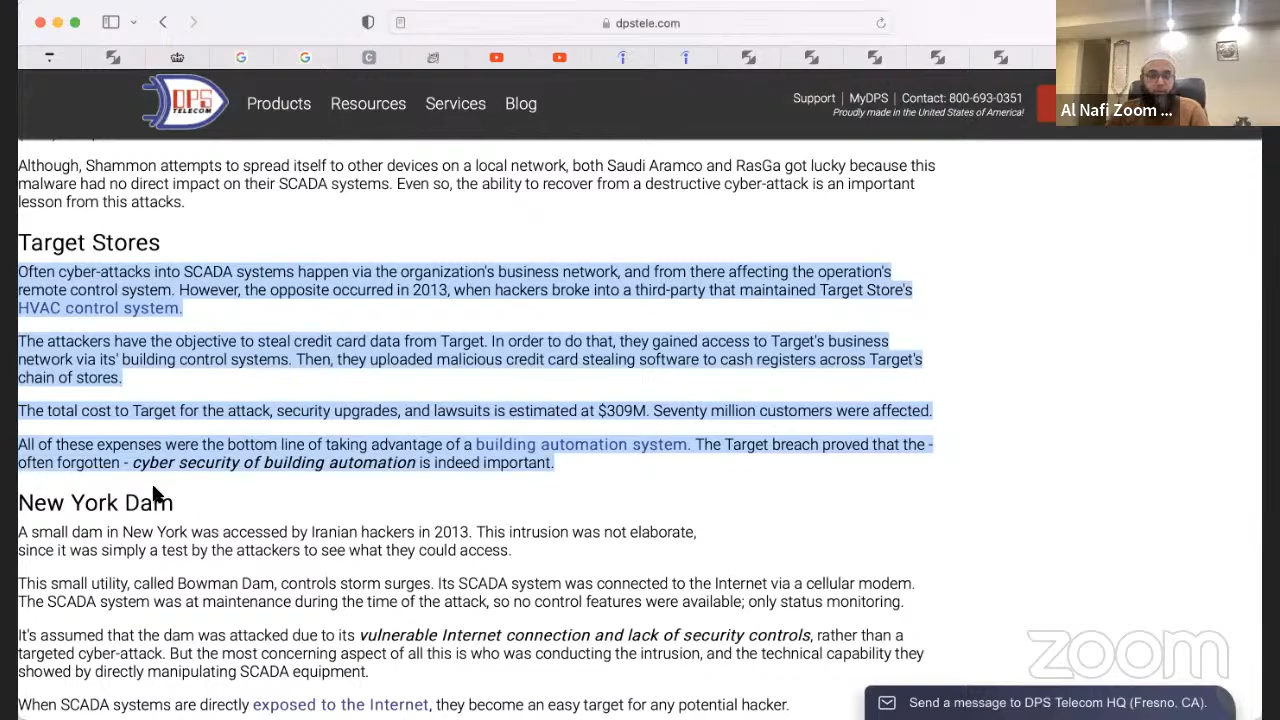 dpstele.com
DPS
TELECOM
Products
Resources
Services
Blog
Support | MyDPS | Contact: 800-693-0351
Proudly made in the United States of America!
Al Nafi Zoom ...
Although, Shammon attempts to spread itself to other devices on a local network, both Saudi Aramco and RasGa got lucky because this
malware had no direct impact on their SCADA systems. Even so, the ability to recover from a destructive cyber-attack is an important
lesson from this attacks.
Target Stores
Often cyber-attacks into SCADA systems happen via the organization's business network, and from there affecting the operation's
remote control system. However, the opposite occurred in 2013, when hackers broke into a third-party that maintained Target Store's
HVAC control system.
The attackers have the objective to steal credit card data from Target. In order to do that, they gained access to Target's business
network via its' building control systems. Then, they uploaded malicious credit card stealing software to cash registers across Target's
chain of stores.
The total cost to Target for the attack, security upgrades, and lawsuits is estimated at $309M. Seventy million customers were affected.
All of these expenses were the bottom line of taking advantage of a building automation system. The Target breach proved that the -
often forgotten - cyber security of building automation is indeed important.
New York Dam
A small dam in New York was accessed by Iranian hackers in 2013. This intrusion was not elaborate,
since it was simply a test by the attackers to see what they could access.
This small utility, called Bowman Dam, controls storm surges. Its SCADA system was connected to the Internet via a cellular modem.
The SCADA system was at maintenance during the time of the attack, so no control features were available; only status monitoring.
It's assumed that the dam was attacked due to its vulnerable Internet connection and lack of security controls, rather than a
targeted cyber-attack. But the most concerning aspect of all this is who was conducting the intrusion, and the technical capability they
showed by directly manipulating SCADA equipment.
When SCADA systems are directly exposed to the Internet, they become an easy target for any potential hacker.
zoom
Send a message to DPS Telecom HQ (Fresno, CA).